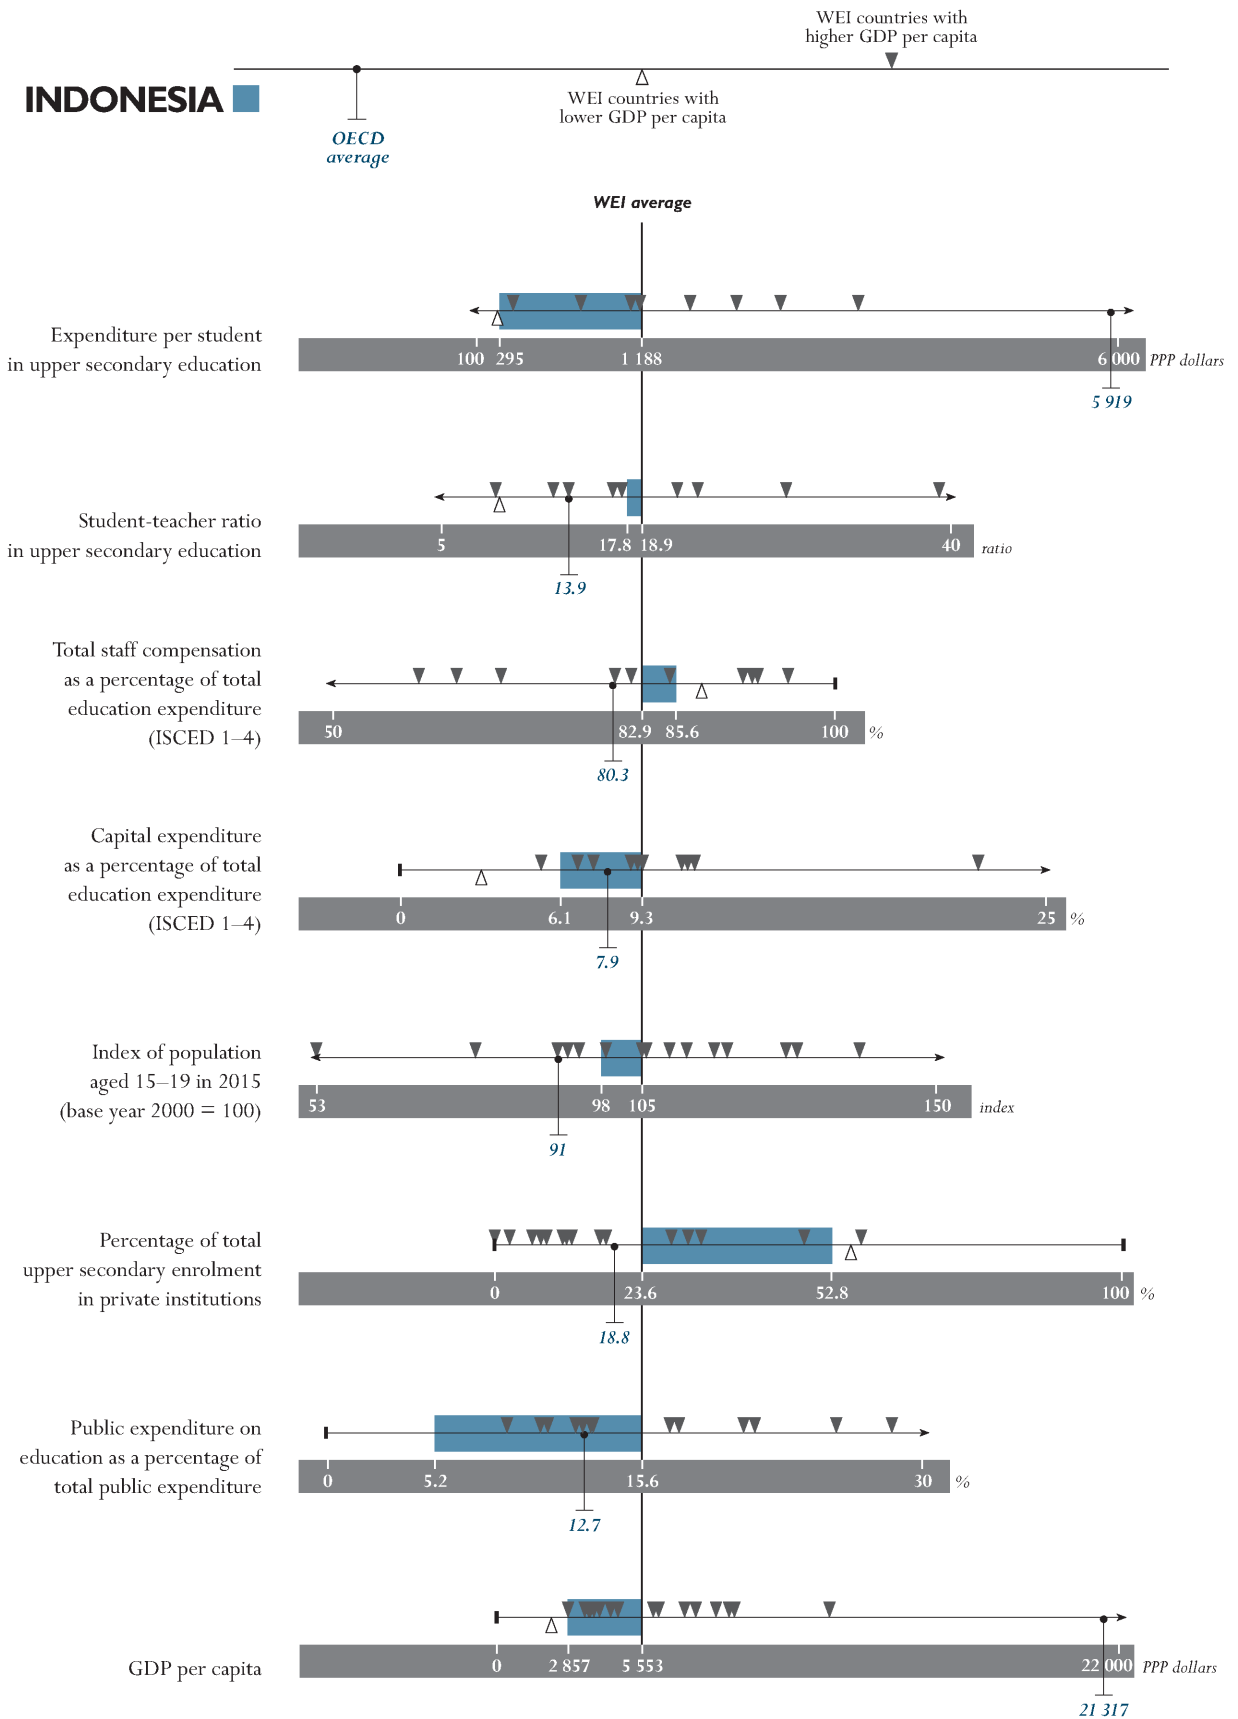 WEI countries with
higher GDP per capita
INDONESIA
WEI countries with
lower GDP per capita
OECD
average
WEI average
Expenditure per student
in upper secondary education
100 295 1 188 6 000 PPP dollars
5 919
Student-teacher ratio
in upper secondary education
5 17.8 18.9 40 ratio
13.9
Total staff compensation
as a percentage of total
education expenditure
(ISCED 1–4)
50 82.9 85.6 100 %
80.3
Capital expenditure
as a percentage of total
education expenditure
(ISCED 1–4)
0 6.1 9.3 25 %
7.9
Index of population
aged 15–19 in 2015
(base year 2000 = 100)
53 98 105 150 index
91
Percentage of total
upper secondary enrolment
in private institutions
0 23.6 52.8 100 %
18.8
Public expenditure on
education as a percentage of
total public expenditure
0 5.2 15.6 30 %
12.7
GDP per capita
0 2 857 5 553 22 000 PPP dollars
21 317